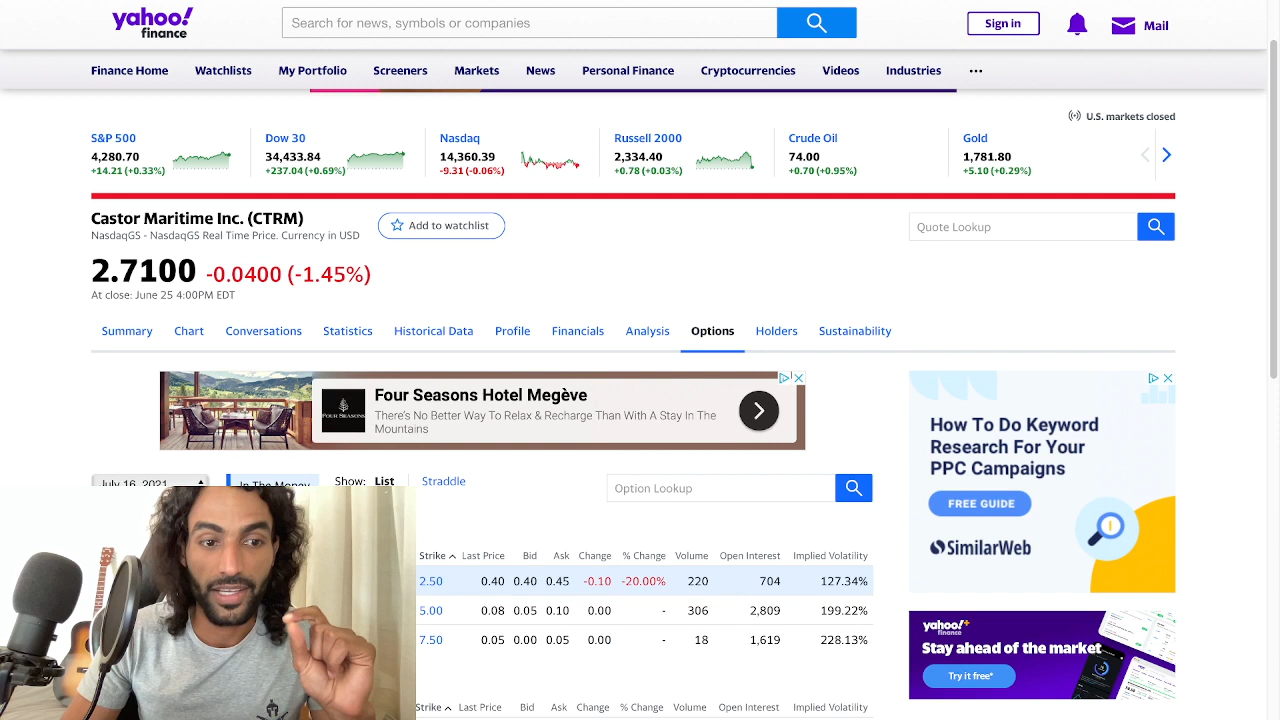 yahoo!
finance
Search for news, symbols or companies
Sign in
Mail
Finance Home Watchlists My Portfolio Screeners Markets News Personal Finance Cryptocurrencies Videos Industries ...
U.S. markets closed
S&P 500 Dow 30 Nasdaq Russell 2000 Crude Oil Gold
4,280.70 34,433.84 14,360.39 2,334.40 74.00 1,781.80
+14.21 (+0.33%) +237.04 (+0.69%) -9.31 (-0.06%) +0.78 (+0.03%) +0.70 (+0.95%) +5.10 (+0.29%)
Castor Maritime Inc. (CTRM)
NasdaqGS - NasdaqGS Real Time Price. Currency in USD
Add to watchlist
Quote Lookup
2.7100 -0.0400 (-1.45%)
At close: June 25 4:00PM EDT
Summary Chart Conversations Statistics Historical Data Profile Financials Analysis Options Holders Sustainability
FOUR SEASONS
Four Seasons Hotel Megève
There's No Better Way To Relax & Recharge Than With A Stay In The
Mountains
How To Do Keyword
Research For Your
PPC Campaigns
FREE GUIDE
SimilarWeb
July 16, 2021 In The Money Show: List Straddle
Option Lookup
Strike Last Price Bid Ask Change % Change Volume Open Interest Implied Volatility
2.50 0.40 0.40 0.45 -0.10 -20.00% 220 704 127.34%
5.00 0.08 0.05 0.10 0.00 - 306 2,809 199.22%
7.50 0.05 0.00 0.05 0.00 - 18 1,619 228.13%
Strike Last Price Bid Ask Change % Change Volume Open Interest Implied Volatility
yahoo!+
finance
Stay ahead of the market
Try it free*